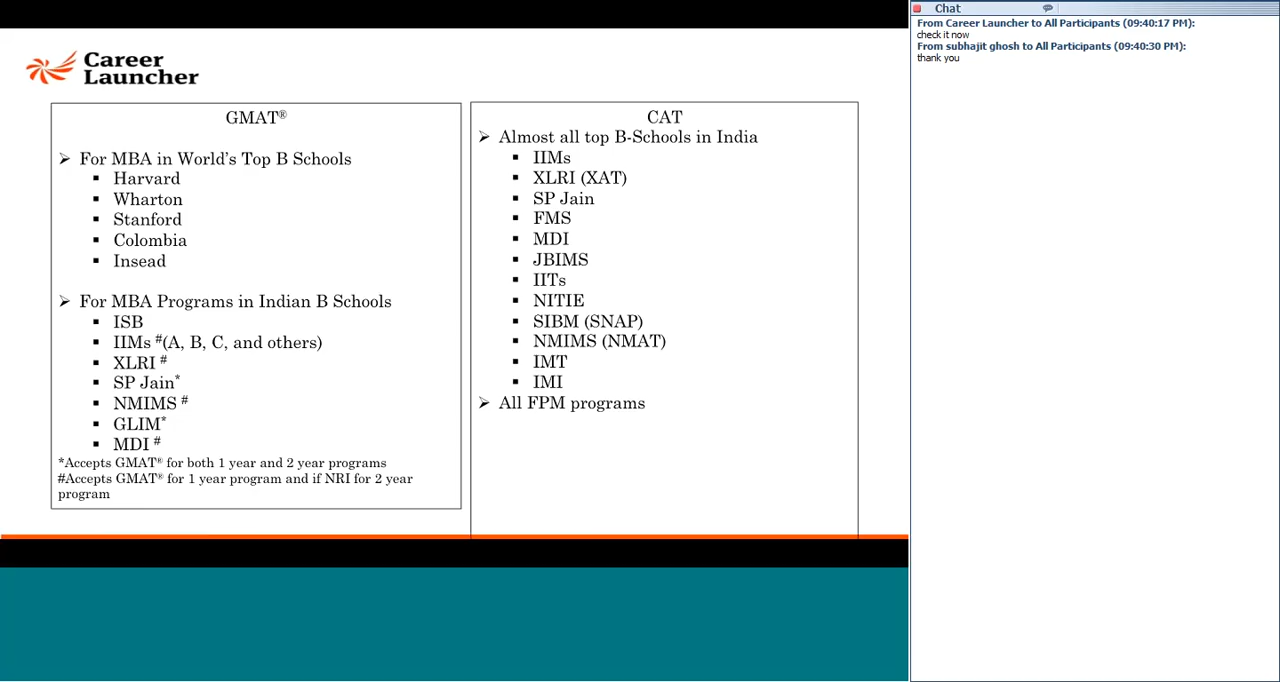 Career
Launcher
GMAT®
➢ For MBA in World's Top B Schools
▪ Harvard
▪ Wharton
▪ Stanford
▪ Colombia
▪ Insead
➢ For MBA Programs in Indian B Schools
▪ ISB
▪ IIMs #(A, B, C, and others)
▪ XLRI #
▪ SP Jain*
▪ NMIMS #
▪ GLIM*
▪ MDI #
*Accepts GMAT® for both 1 year and 2 year programs
#Accepts GMAT® for 1 year program and if NRI for 2 year
program
CAT
➢ Almost all top B-Schools in India
▪ IIMs
▪ XLRI (XAT)
▪ SP Jain
▪ FMS
▪ MDI
▪ JBIMS
▪ IITs
▪ NITIE
▪ SIBM (SNAP)
▪ NMIMS (NMAT)
▪ IMT
▪ IMI
➢ All FPM programs
Chat
From Career Launcher to All Participants (09:40:17 PM):
check it now
From subhajit ghosh to All Participants (09:40:30 PM):
thank you